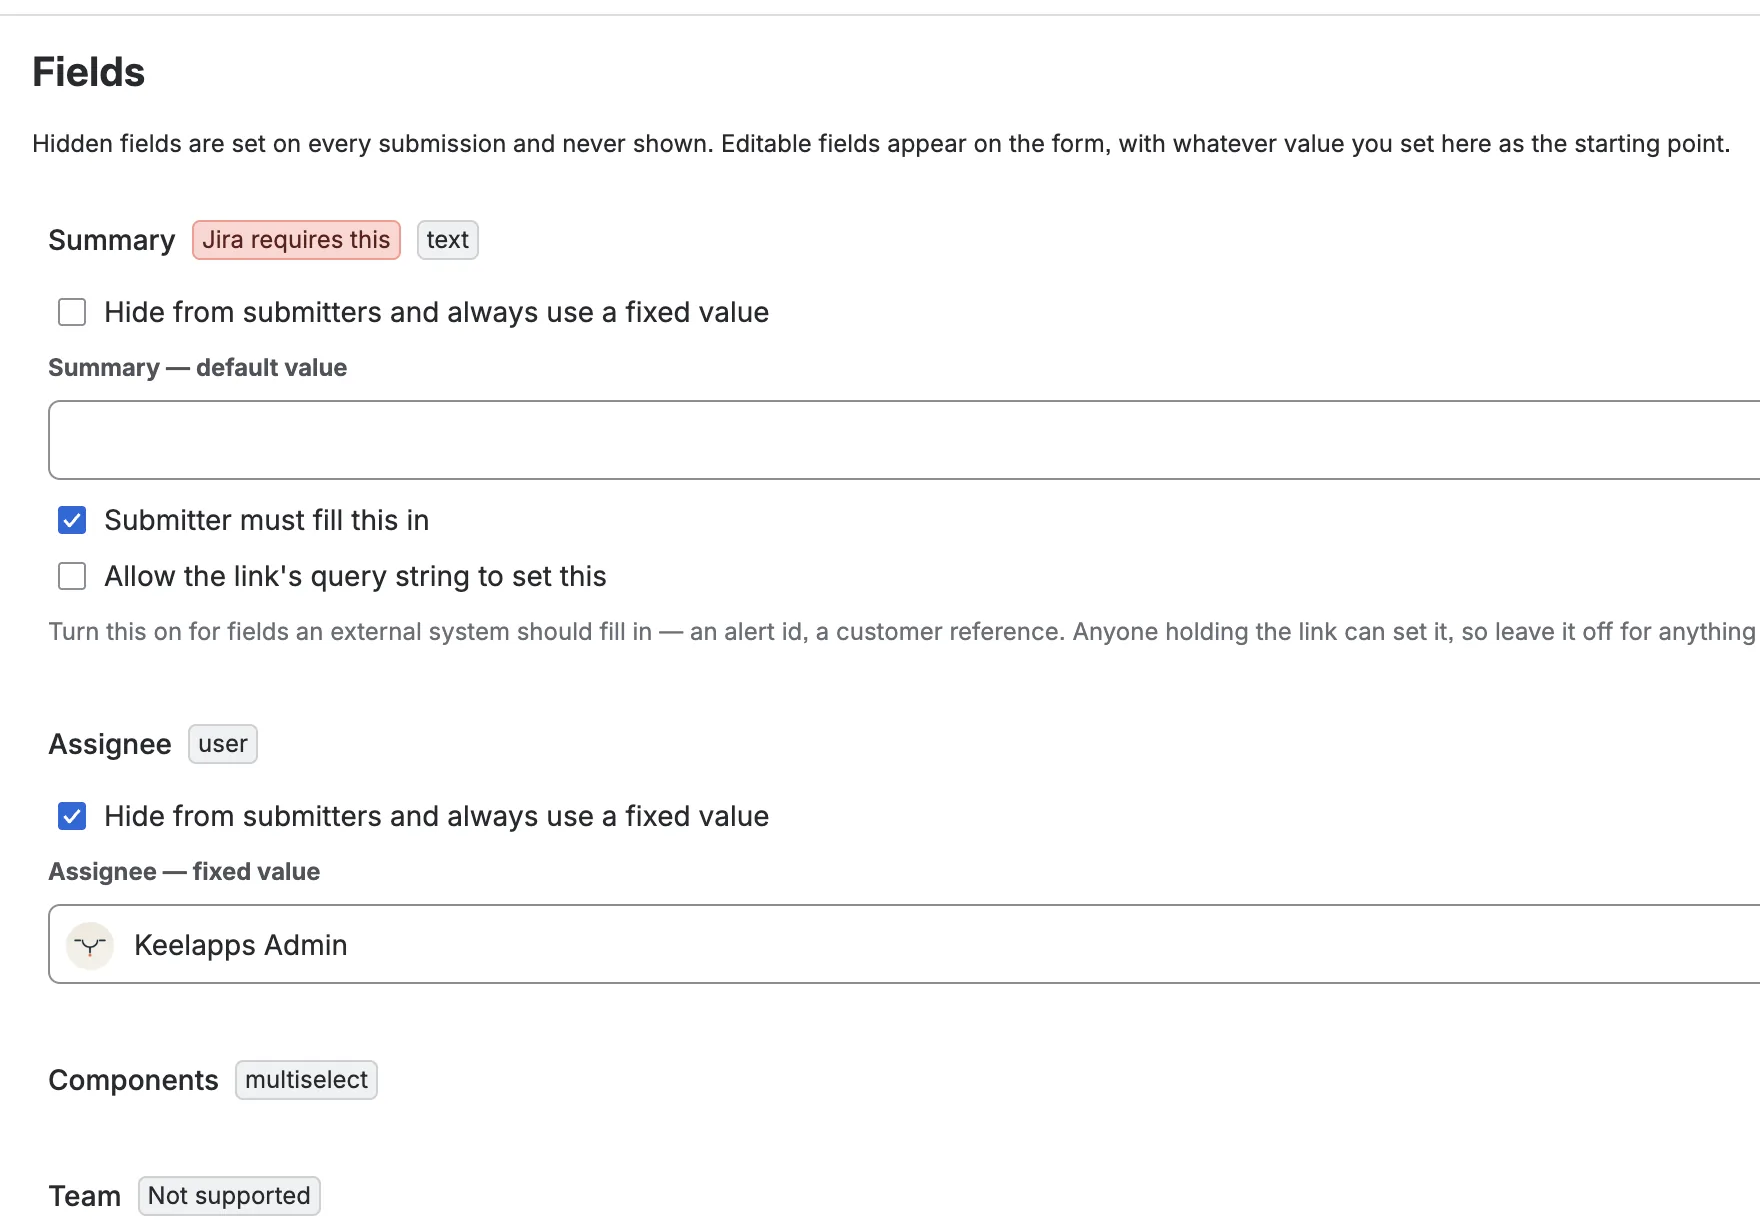 Fields
Hidden fields are set on every submission and never shown. Editable fields appear on the form, with whatever value you set here as the starting point.
Summary Jira requires this text
Hide from submitters and always use a fixed value
Summary — default value
Submitter must fill this in
Allow the link's query string to set this
Turn this on for fields an external system should fill in — an alert id, a customer reference. Anyone holding the link can set it, so leave it off for anything
Assignee user
Hide from submitters and always use a fixed value
Assignee — fixed value
Keelapps Admin
Components multiselect
Team Not supported